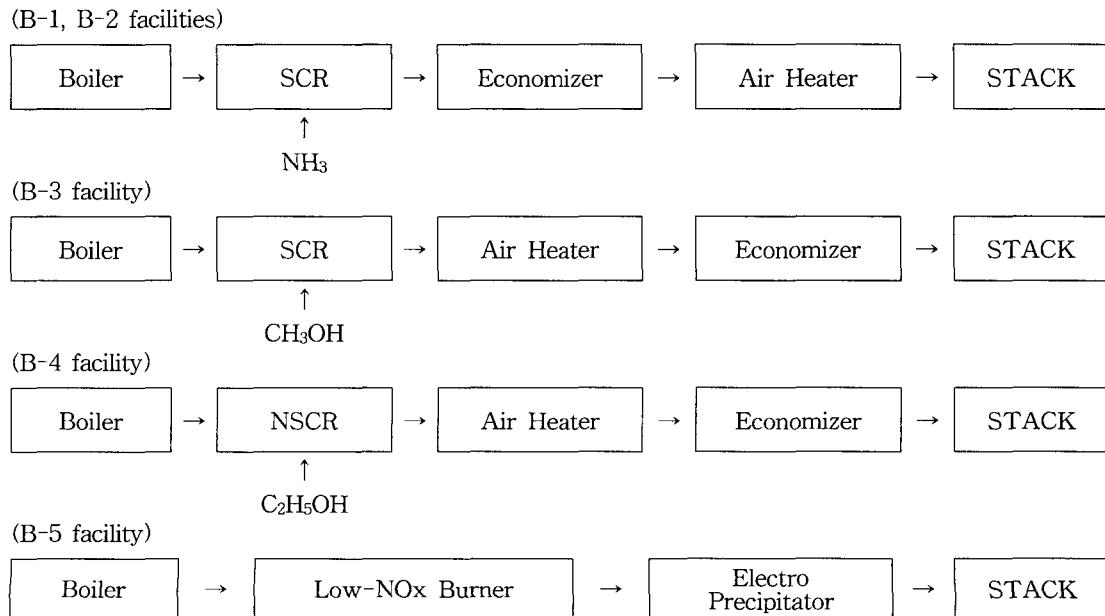 (B-1, B-2 facilities)
Boiler → SCR → Economizer → Air Heater → STACK
↑
NH₃
(B-3 facility)
Boiler → SCR → Air Heater → Economizer → STACK
↑
CH₃OH
(B-4 facility)
Boiler → NSCR → Air Heater → Economizer → STACK
↑
C₂H₅OH
(B-5 facility)
Boiler → Low-NOx Burner → Electro Precipitator → STACK